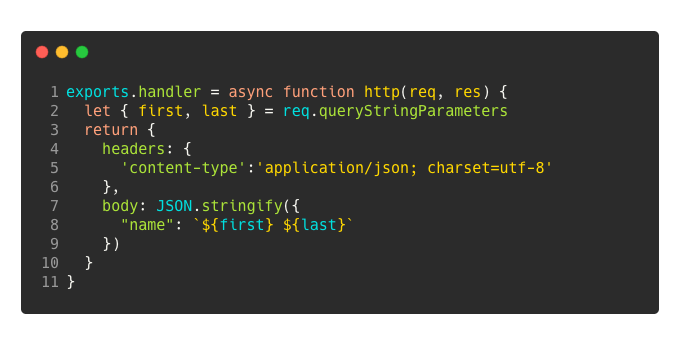 1 exports.handler = async function http(req, res) {
2   let { first, last } = req.queryStringParameters
3   return {
4     headers: {
5       'content-type':'application/json; charset=utf-8'
6     },
7     body: JSON.stringify({
8       "name": `${first} ${last}`
9     })
10   }
11 }